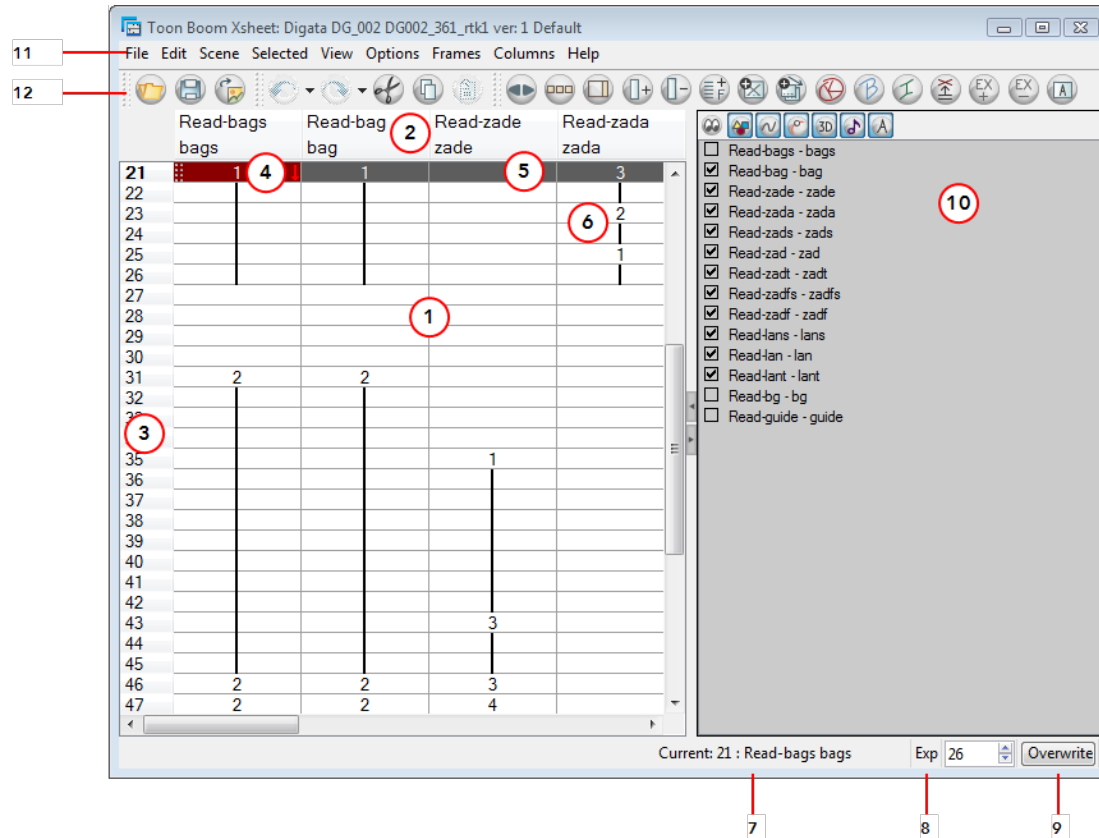 Toon Boom Xsheet: Digata DG_002 DG002_361_rtk1 ver: 1 Default
11
File Edit Scene Selected View Options Frames Columns Help
12
Read-bags Read-bag Read-zade Read-zada
bags bag zade zada
2
3D
A
EX
EX
A
Read-bags - bags
Read-bag - bag
Read-zade - zade
Read-zada - zada
Read-zads - zads
Read-zad - zad
Read-zadt - zadt
Read-zadfs - zadfs
Read-zadf - zadf
Read-lans - lans
Read-lan - lan
Read-lant - lant
Read-bg - bg
Read-guide - guide
10
21 1 4 1 5 3
22
23 6 2
24
25 1
26
27
28 1
29
30
31 2 2
32
3
35 1
36
37
38
39
40
41
42
43 3
44
45
46 2 2 3
47 2 2 4
Current: 21 : Read-bags bags Exp 26 Overwrite
7 8 9